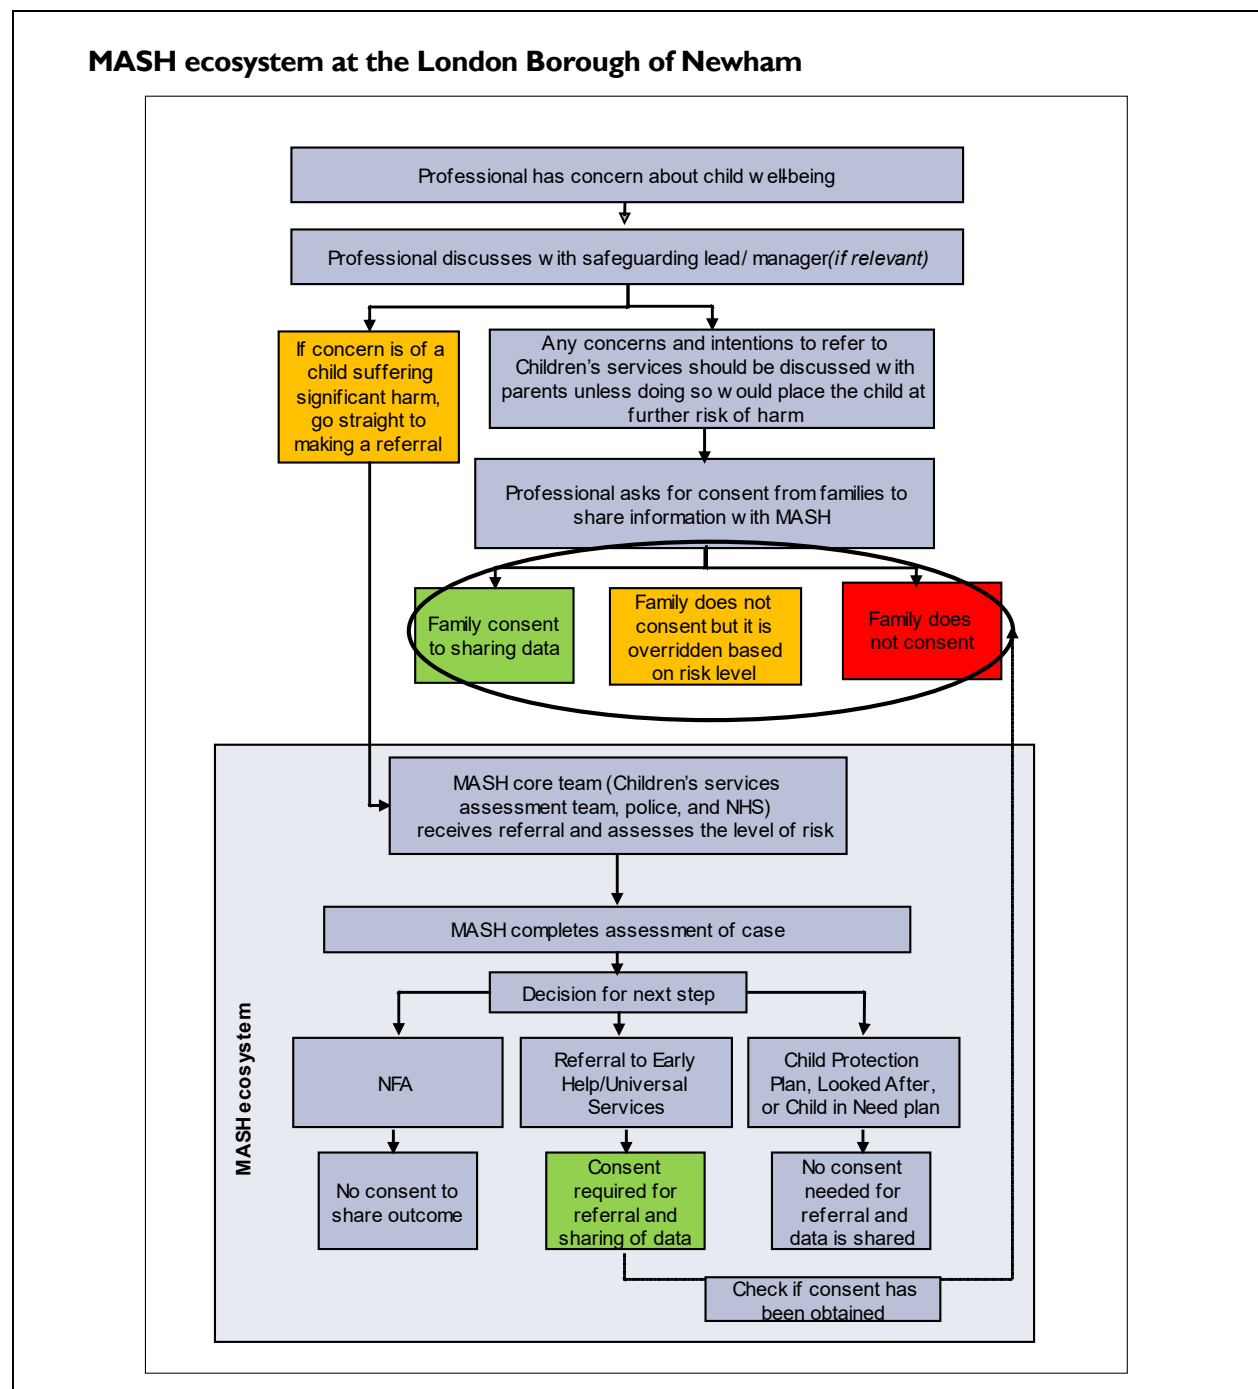 MASH ecosystem at the London Borough of Newham
Professional has concern about child well-being
Professional discusses with safeguarding lead/ manager(if relevant)
If concern is of a
child suffering
significant harm,
go straight to
making a referral
Any concerns and intentions to refer to
Children's services should be discussed with
parents unless doing so would place the child at
further risk of harm
Professional asks for consent from families to
share information with MASH
Family consent
to sharing data
Family does not
consent but it is
overridden based
on risk level
Family does
not consent
MASH core team (Children's services
assessment team, police, and NHS)
receives referral and assesses the level of risk
MASH completes assessment of case
Decision for next step
MASH ecosystem
NFA
Referral to Early
Help/Universal
Services
Child Protection
Plan, Looked After,
or Child in Need plan
No consent to
share outcome
Consent
required for
referral and
sharing of data
No consent
needed for
referral and
data is shared
Check if consent has
been obtained